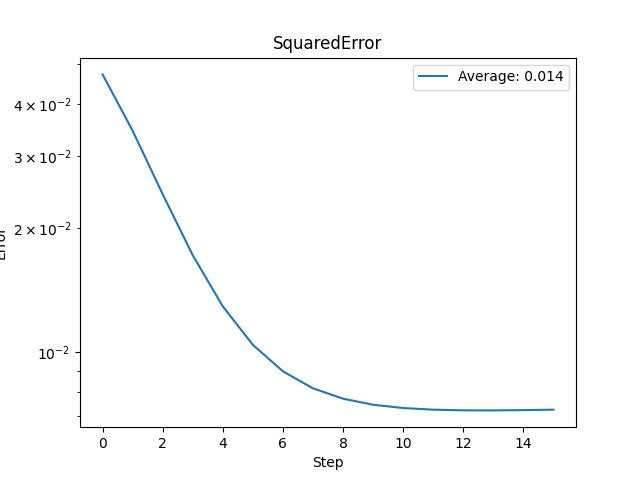 SquaredError
Average: 0.014
4 × 10⁻²
3 × 10⁻²
2 × 10⁻²
10⁻²
Error
0 2 4 6 8 10 12 14
Step